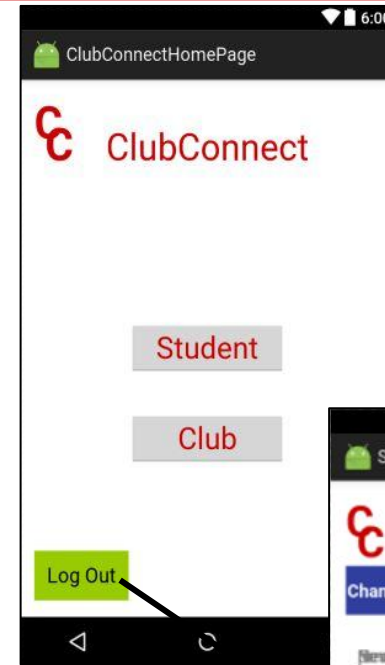 6:00
ClubConnectHomePage
CC ClubConnect
Student
Club
Log Out
S
CC
Chan